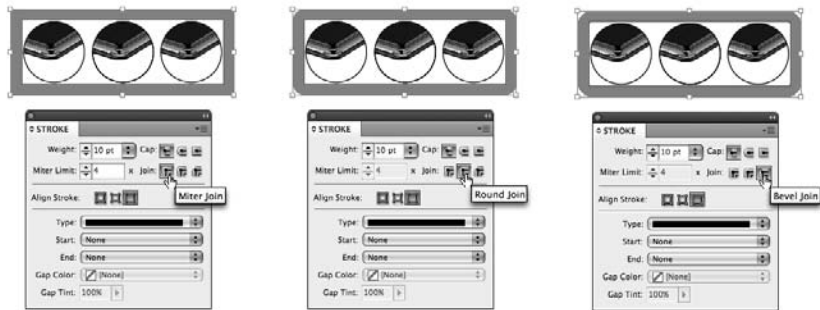 STROKE
Weight: 10 pt Cap:
Miter Limit: 4 x Join:
Miter Join
Align Stroke:
Type:
Start: None
End: None
Gap Color: [None]
Gap Tint: 100%
STROKE
Weight: 10 pt Cap:
Miter Limit: 4 x Join:
Round Join
Align Stroke:
Type:
Start: None
End: None
Gap Color: [None]
Gap Tint: 100%
STROKE
Weight: 10 pt Cap:
Miter Limit: 4 x Join:
Bevel Join
Align Stroke:
Type:
Start: None
End: None
Gap Color: [None]
Gap Tint: 100%